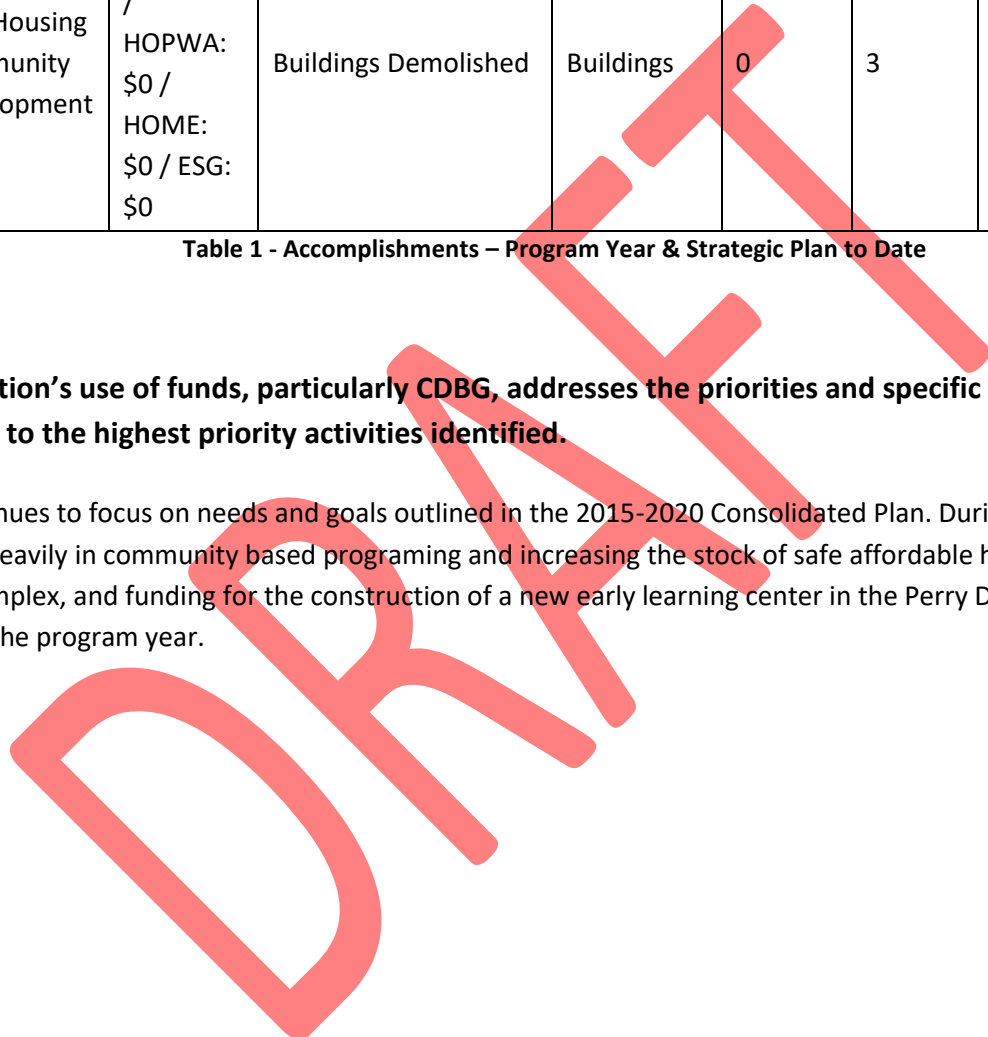 Housing
munity
opment
/
HOPWA:
$0 /
HOME:
$0 / ESG:
$0
Buildings Demolished
Buildings
0
3
Table 1 - Accomplishments – Program Year & Strategic Plan to Date
tion’s use of funds, particularly CDBG, addresses the priorities and specific
to the highest priority activities identified.
nues to focus on needs and goals outlined in the 2015-2020 Consolidated Plan. Duri
eavily in community based programing and increasing the stock of safe affordable h
mplex, and funding for the construction of a new early learning center in the Perry D
the program year.
DRAFT